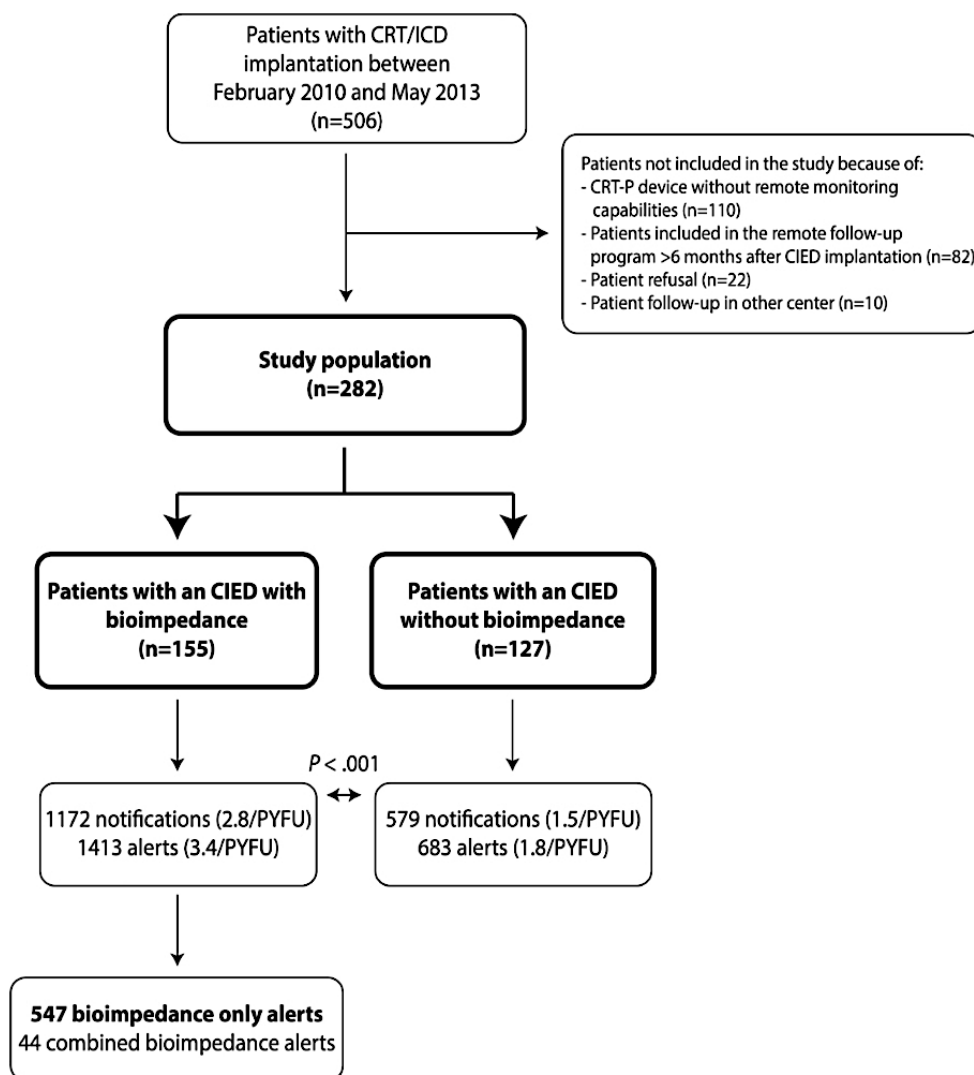 Patients with CRT/ICD
implantation between
February 2010 and May 2013
(n=506)
Patients not included in the study because of:
- CRT-P device without remote monitoring
capabilities (n=110)
- Patients included in the remote follow-up
program >6 months after CIED implantation (n=82)
- Patient refusal (n=22)
- Patient follow-up in other center (n=10)
Study population
(n=282)
Patients with an CIED with
bioimpedance
(n=155)
Patients with an CIED
without bioimpedance
(n=127)
P < .001
1172 notifications (2.8/PYFU)
1413 alerts (3.4/PYFU)
579 notifications (1.5/PYFU)
683 alerts (1.8/PYFU)
547 bioimpedance only alerts
44 combined bioimpedance alerts